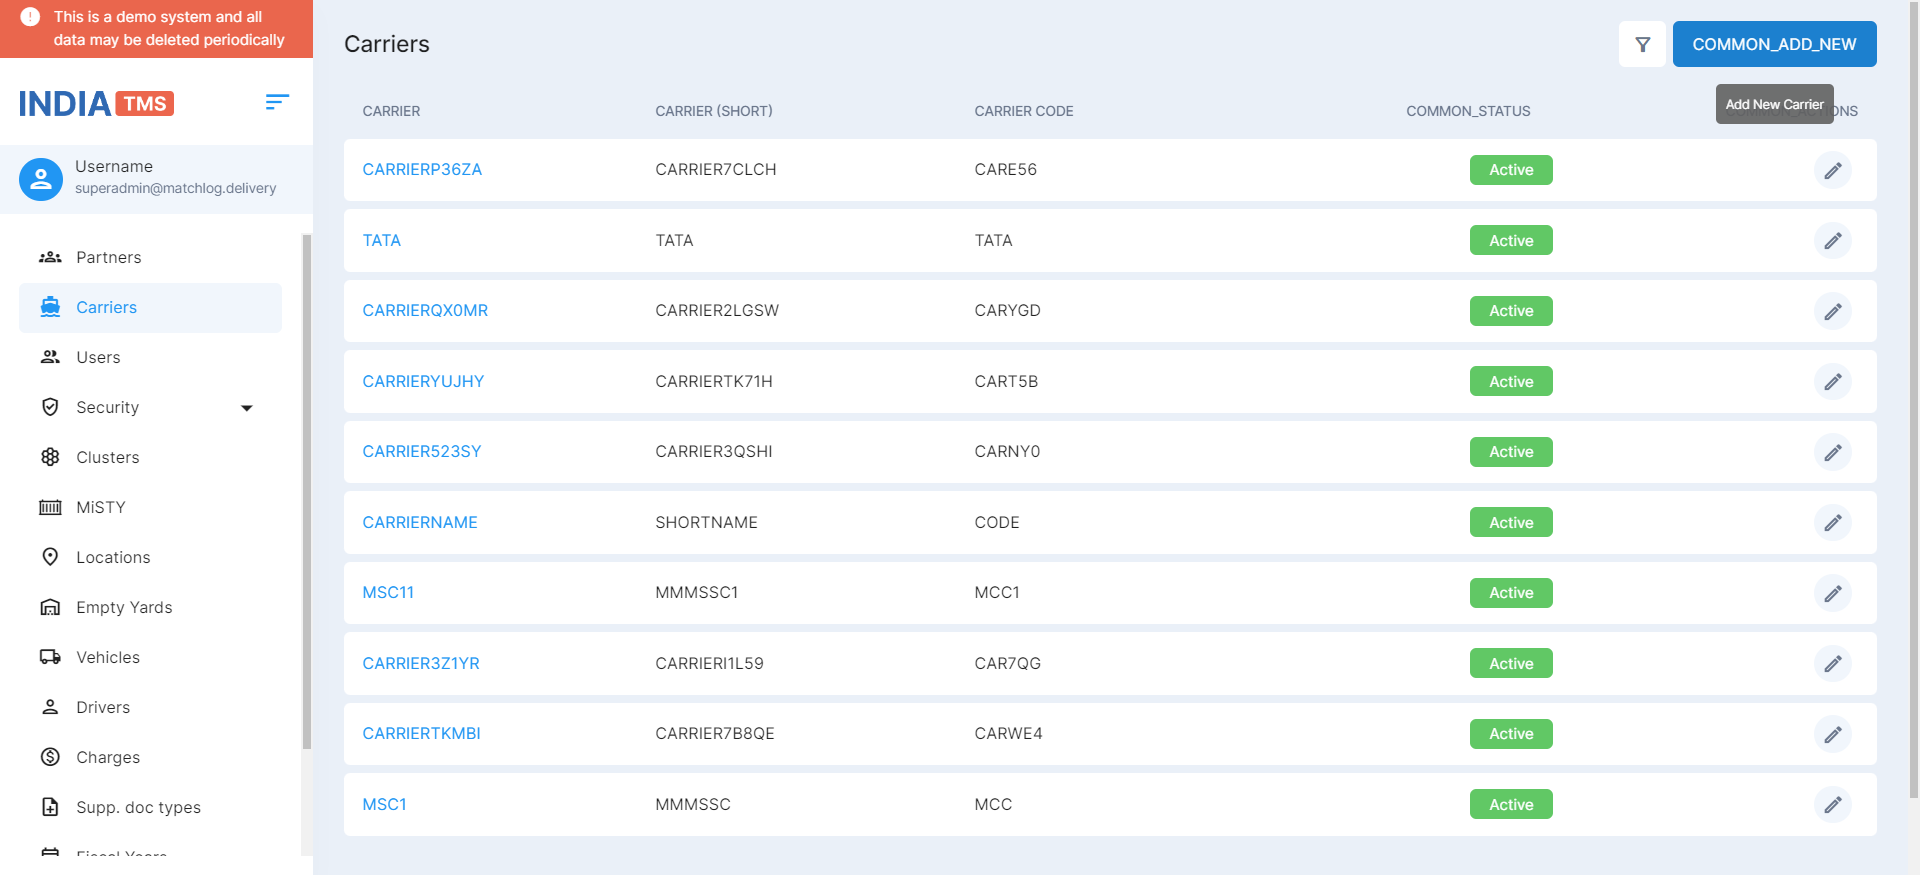 This is a demo system and all
data may be deleted periodically
INDIA TMS
Username
superadmin@matchlog.delivery
Partners
Carriers
Users
Security
Clusters
MiSTY
Locations
Empty Yards
Vehicles
Drivers
Charges
Supp. doc types
Fiscal Years
Carriers
COMMON_ADD_NEW
Add New Carrier
CARRIER CARRIER (SHORT) CARRIER CODE COMMON_STATUS COMMON_ACTIONS
CARRIERP36ZA CARRIER7CLCH CARE56 Active
TATA TATA TATA Active
CARRIERQX0MR CARRIER2LGSW CARYGD Active
CARRIERYUJHY CARRIERTK71H CART5B Active
CARRIER523SY CARRIER3QSHI CARNY0 Active
CARRIERNAME SHORTNAME CODE Active
MSC11 MMMSSC1 MCC1 Active
CARRIER3Z1YR CARRIERI1L59 CAR7QG Active
CARRIERTKMBI CARRIER7B8QE CARWE4 Active
MSC1 MMMSSC MCC Active